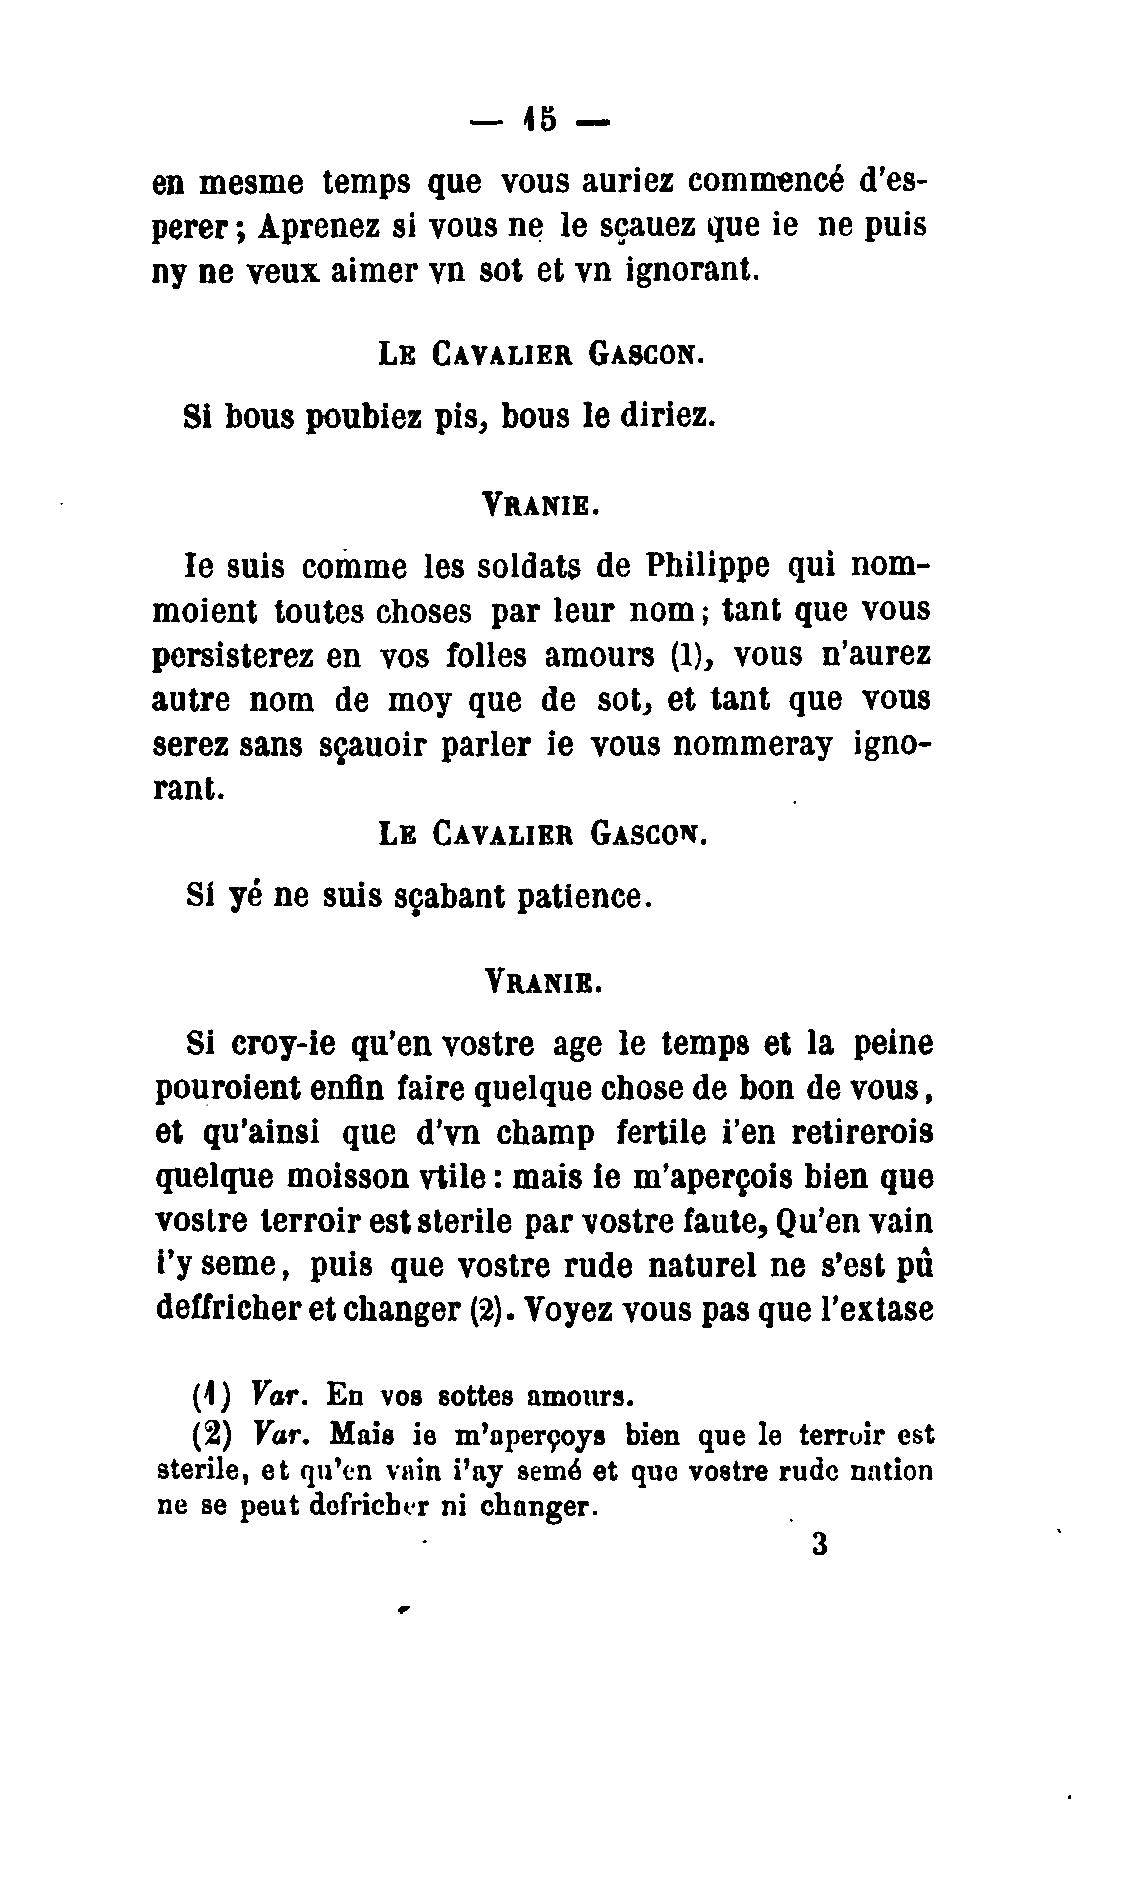 — 15 —
en mesme temps que vous auriez commencé d'es-
perer ; Aprenez si vous ne le sçauez que ie ne puis
ny ne veux aimer vn sot et vn ignorant.
LE CAVALIER GASCON.
Si bous poubiez pis, bous le diriez.
VRANIE.
Ie suis comme les soldats de Philippe qui nom-
moient toutes choses par leur nom ; tant que vous
persisterez en vos folles amours (1), vous n'aurez
autre nom de moy que de sot, et tant que vous
serez sans sçauoir parler ie vous nommeray igno-
rant.
LE CAVALIER GASCON.
Si yé ne suis sçabant patience.
VRANIE.
Si croy-ie qu'en vostre age le temps et la peine
pouroient enfin faire quelque chose de bon de vous,
et qu'ainsi que d'vn champ fertile i'en retirerois
quelque moisson vtile : mais ie m'aperçois bien que
vostre terroir est sterile par vostre faute, Qu'en vain
i'y seme, puis que vostre rude naturel ne s'est pû
deffricher et changer (2). Voyez vous pas que l'extase
(1) Var. En vos sottes amours.
(2) Var. Mais ie m'aperçoys bien que le terroir est
sterile, et qu'en vain i'ay semé et que vostre rude nation
ne se peut defricher ni changer.
3